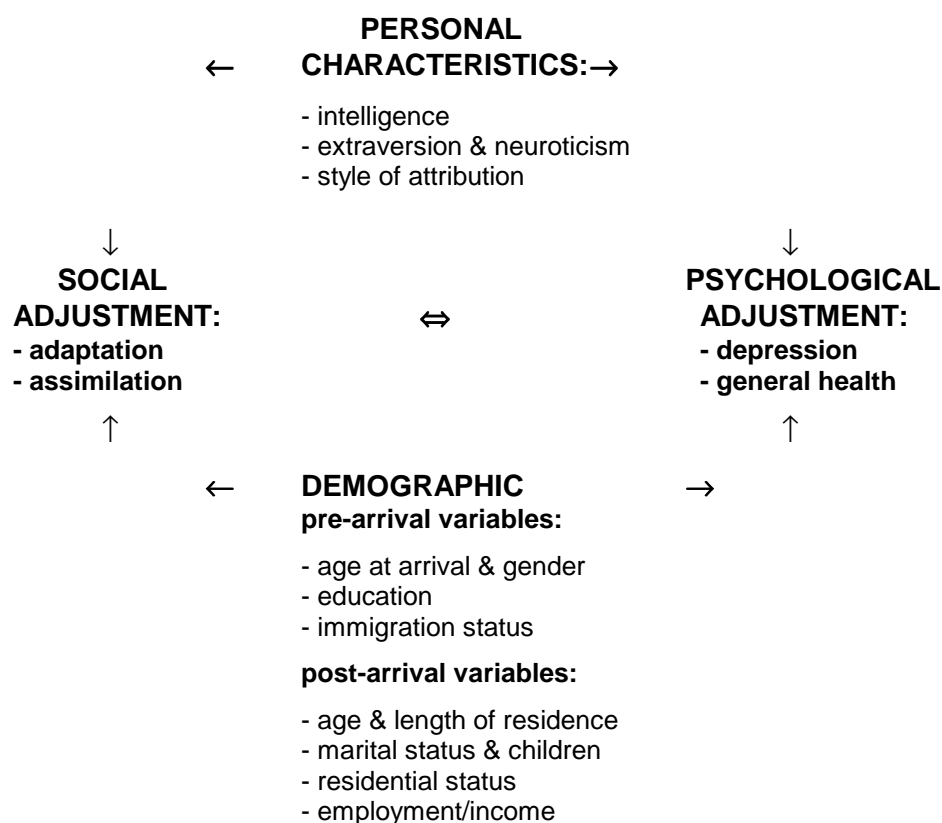 PERSONAL
← CHARACTERISTICS:→
- intelligence
- extraversion & neuroticism
- style of attribution
↓ ↓
SOCIAL
ADJUSTMENT:
- adaptation
- assimilation
⇔
PSYCHOLOGICAL
ADJUSTMENT:
- depression
- general health
↑ ↑
← DEMOGRAPHIC →
pre-arrival variables:
- age at arrival & gender
- education
- immigration status
post-arrival variables:
- age & length of residence
- marital status & children
- residential status
- employment/income